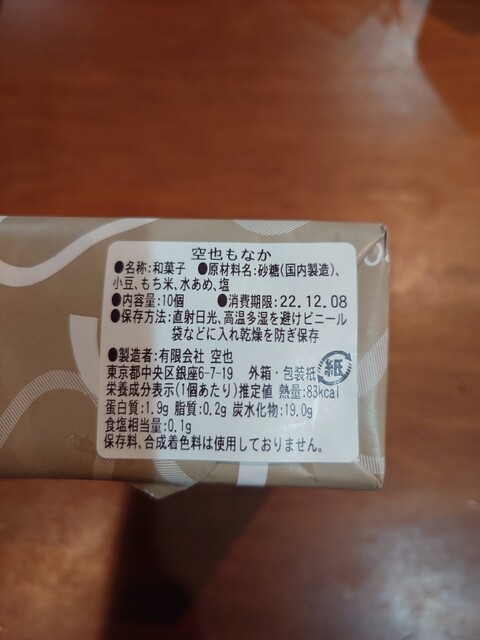 空也もなか
●名称:和菓子 ●原材料名:砂糖(国内製造)、
小豆、もち米、水あめ、塩
●内容量:10個 ●消費期限:22.12.08
●保存方法:直射日光、高温多湿を避けビニール
袋などに入れ乾燥を防ぎ保存
●製造者:有限会社 空也
東京都中央区銀座6-7-19 外箱・包装紙 紙
栄養成分表示(1個あたり)推定値 熱量:83kcal
蛋白質:1.9g 脂質:0.2g 炭水化物:19.0g
食塩相当量:0.1g
保存料、合成着色料は使用しておりません。